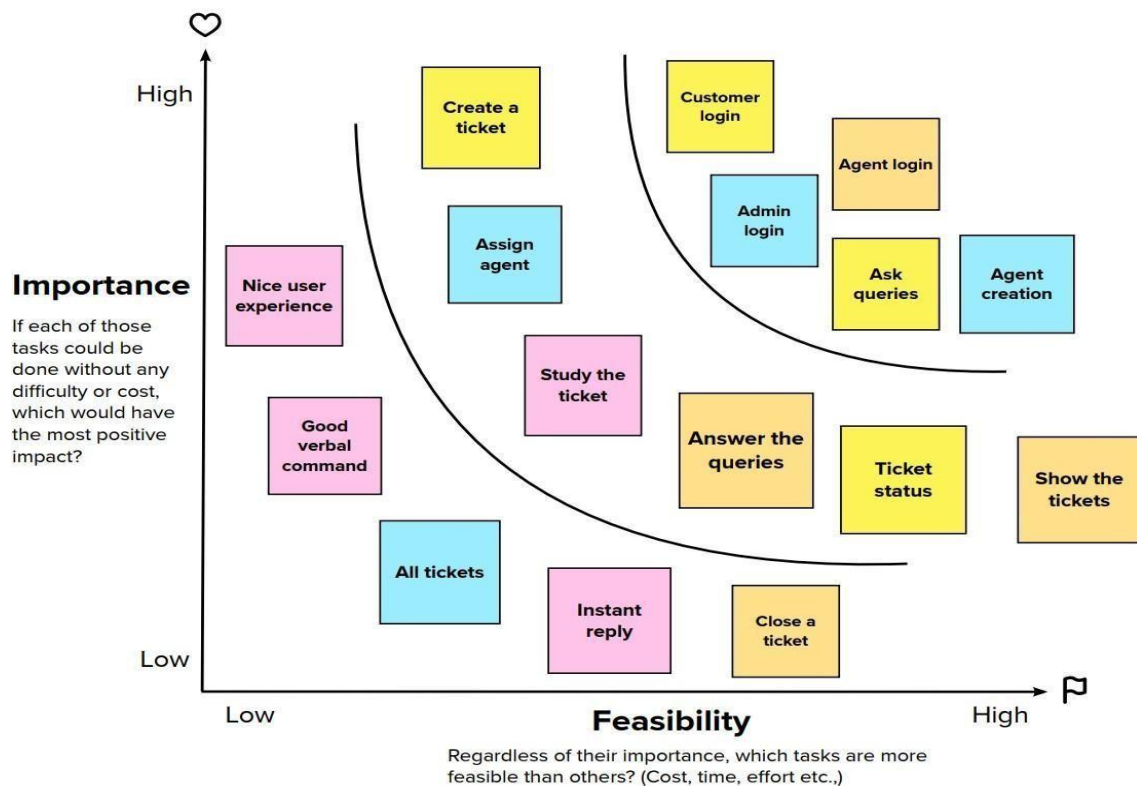 High
Create a
ticket
Customer
login
Agent login
Admin
login
Assign
agent
Ask
queries
Agent
creation
Nice user
experience
Importance
If each of those
tasks could be
done without any
difficulty or cost,
which would have
the most positive
impact?
Study the
ticket
Good
verbal
command
Answer the
queries
Ticket
status
Show the
tickets
All tickets
Instant
reply
Close a
ticket
Low
Low
Feasibility
High
Regardless of their importance, which tasks are more
feasible than others? (Cost, time, effort etc.,)